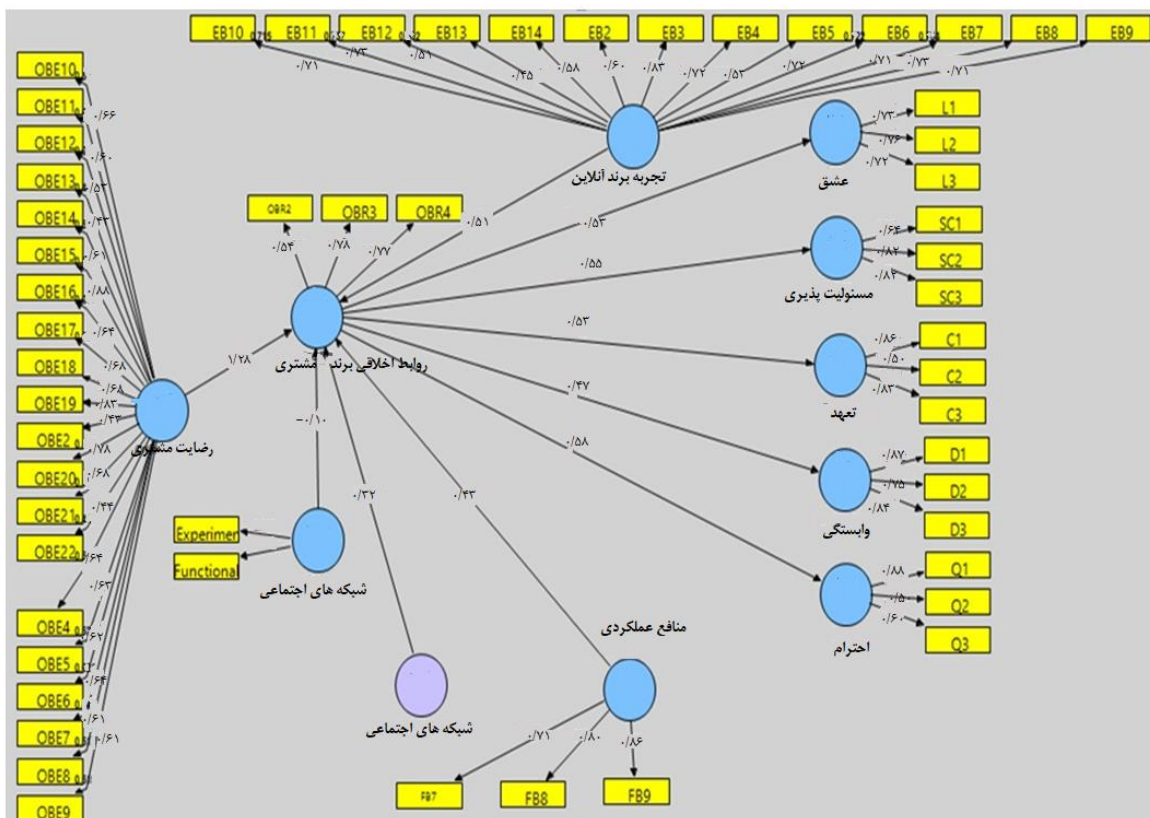 EB10 EB11 EB12 EB13 EB14 EB2 EB3 EB4 EB5 EB6 EB7 EB8 EB9
۰/۷۱ ۰/۷۳ ۰/۵۱ ۰/۴۵ ۰/۵۸ ۰/۶۰ ۰/۸۳ ۰/۷۲ ۰/۵۳ ۰/۷۲ ۰/۷۱ ۰/۷۳ ۰/۷۱
تجربه برند آنلاین
OBE10
OBE11
OBE12
OBE13
OBE14
OBE15
OBE16
OBE17
OBE18
OBE19
OBE2
OBE20
OBE21
OBE22
OBE4
OBE5
OBE6
OBE7
OBE8
OBE9
۰/۶۶
۰/۶۰
۰/۵۳
۰/۴۳
۰/۶۱
۰/۸۸
۰/۶۴
۰/۶۸
۰/۶۸
۰/۸۳
۰/۴۳
۰/۷۸
۰/۶۸
۰/۴۴
۰/۶۴
۰/۶۳
۰/۶۲
۰/۶۴
۰/۶۱
۰/۶۱
رضایت مشتری
۱/۲۸
OBR2 OBR3 OBR4
۰/۵۴ ۰/۷۸ ۰/۷۷
روابط اخلاقی برند مشتری
۰/۵۱
۰/۵۳
۰/۵۵
۰/۵۳
۰/۴۷
۰/۵۸
-۰/۱۰
۰/۳۲
۰/۴۳
L1
L2
L3
۰/۷۳
۰/۷۶
۰/۷۲
عشق
SC1
SC2
SC3
۰/۶۴
۰/۸۲
۰/۸۲
مسئولیت پذیری
C1
C2
C3
۰/۸۶
۰/۵۰
۰/۸۳
تعهد
D1
D2
D3
۰/۸۷
۰/۷۵
۰/۸۴
وابستگی
Q1
Q2
Q3
۰/۸۸
۰/۵۰
۰/۶۰
احترام
Experimer
Functional
شبکه های اجتماعی
شبکه های اجتماعی
منافع عملکردی
۰/۷۱ ۰/۸۰ ۰/۸۶
FB7 FB8 FB9